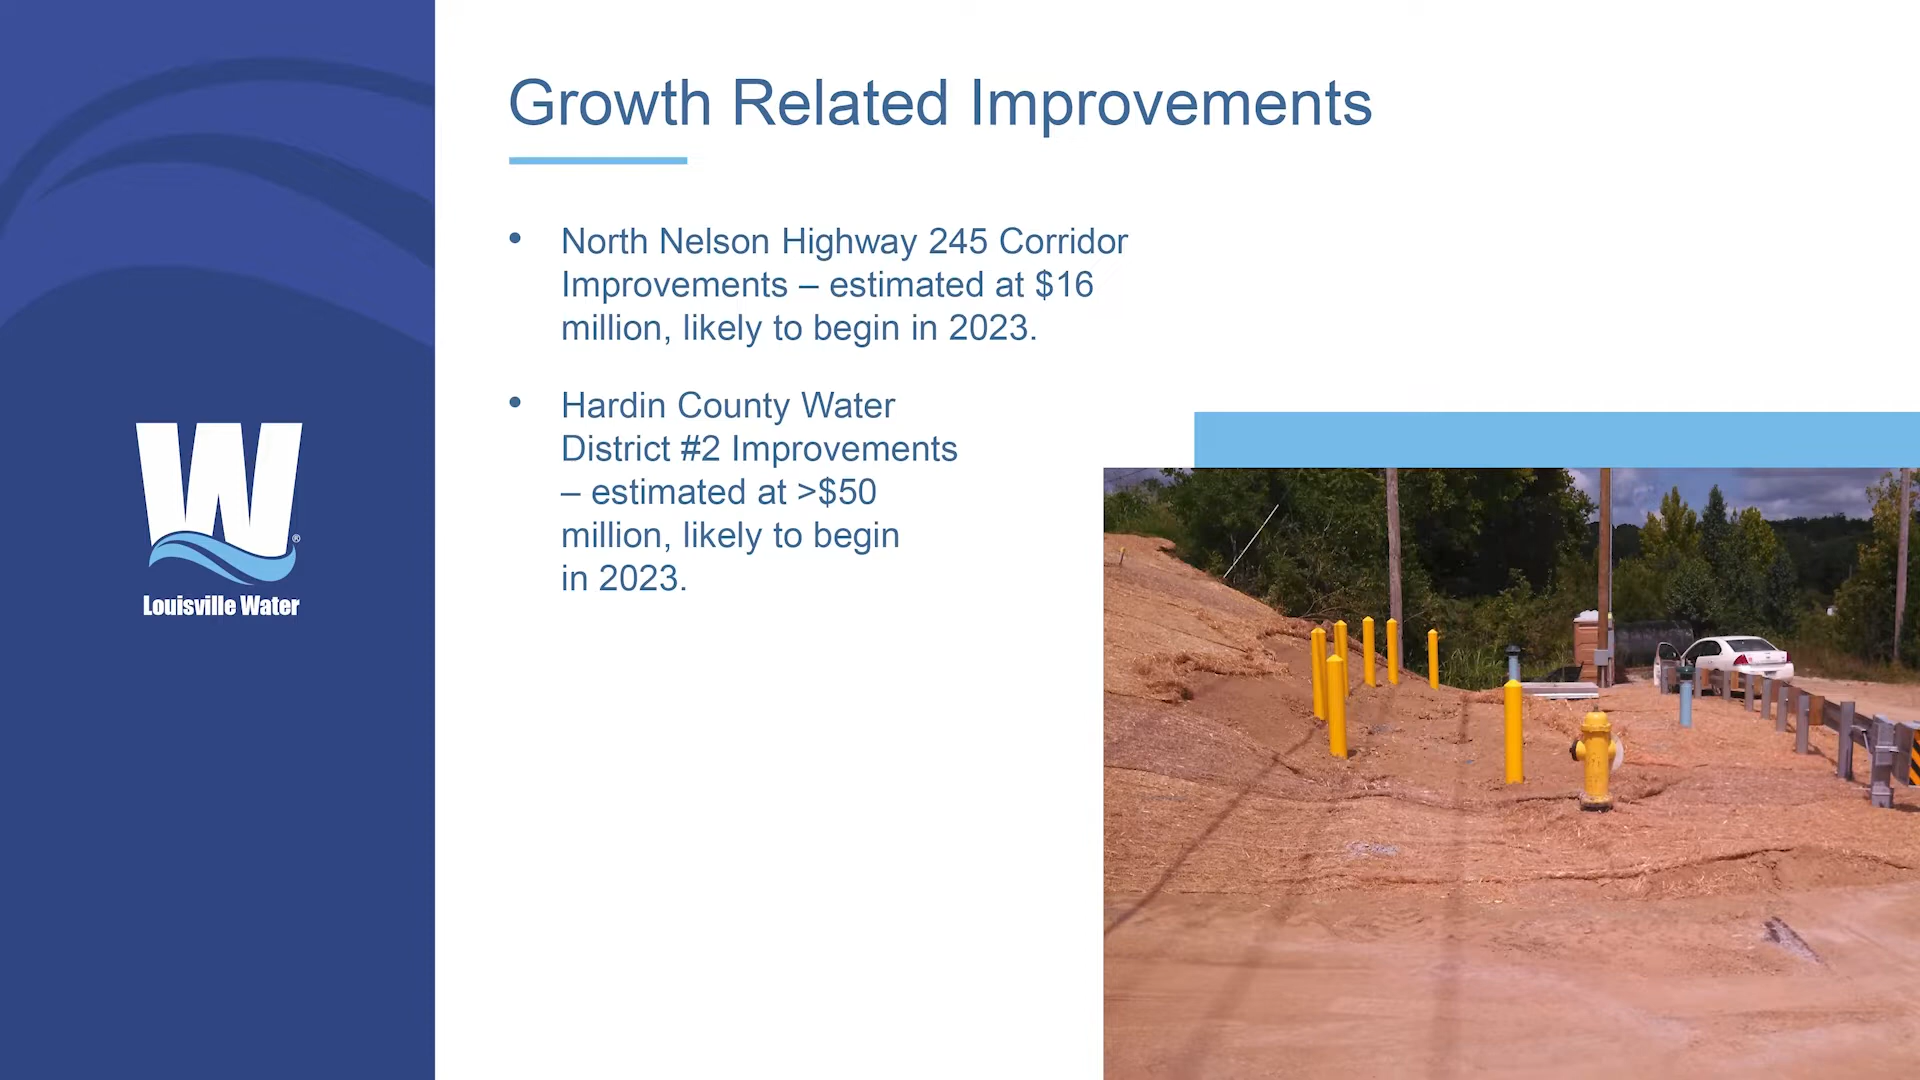 Growth Related Improvements
• North Nelson Highway 245 Corridor
Improvements – estimated at $16
million, likely to begin in 2023.
• Hardin County Water
District #2 Improvements
– estimated at >$50
million, likely to begin
in 2023.
W
®
Louisville Water